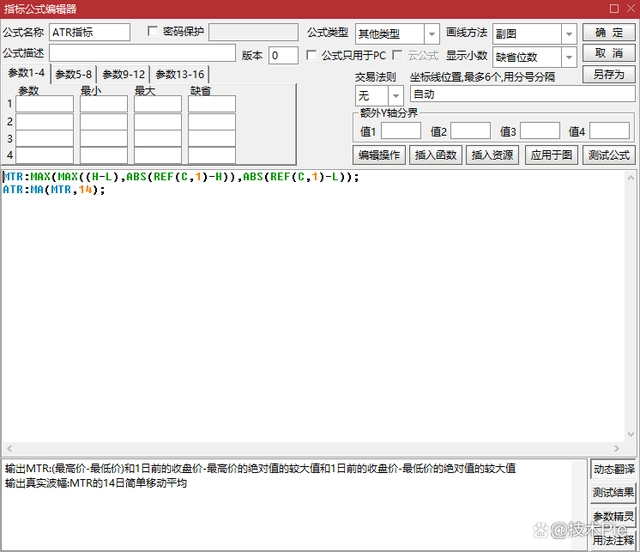 指标公式编辑器
公式名称 ATR指标 密码保护 公式类型 其他类型 画线方法 副图 确 定
公式描述 版本 0 公式只用于PC 云公式 显示小数 缺省位数 取 消
参数1-4 参数5-8 参数9-12 参数13-16 交易法则 坐标线位置,最多6个,用分号分隔 另存为
参数 最小 最大 缺省 无 自动
1
额外Y轴分界
2 值1 值2 值3 值4
3
4 编辑操作 插入函数 插入资源 应用于图 测试公式
MTR:MAX(MAX((H-L),ABS(REF(C,1)-H)),ABS(REF(C,1)-L));
ATR:MA(MTR,14);
输出MTR:(最高价-最低价)和1日前的收盘价-最高价的绝对值的较大值和1日前的收盘价-最低价的绝对值的较大值 动态翻译
输出真实波幅:MTR的14日简单移动平均
测试结果
参数精灵
用法注释
@技术Pie